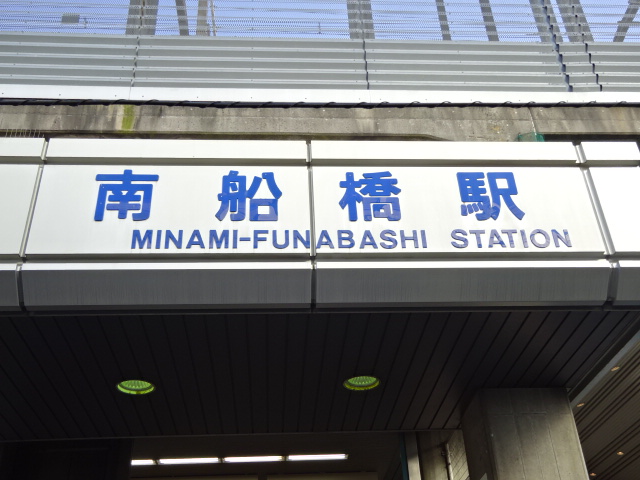 南船橋駅
MINAMI-FUNABASHI STATION